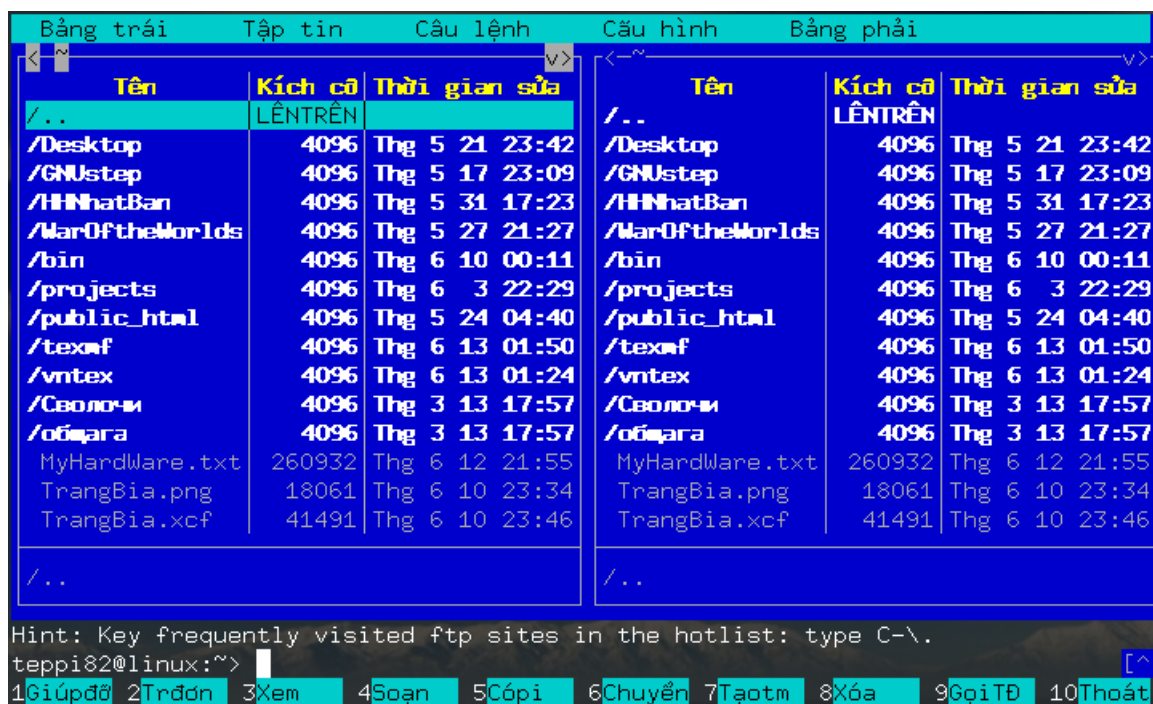 Bảng trái Tập tin Câu lệnh Cấu hình Bảng phải
<~ v> <-~ v>
Tên Kích cỡ Thời gian sửa Tên Kích cỡ Thời gian sửa
/.. LÊNTRÊN /.. LÊNTRÊN
/Desktop 4096 Thg 5 21 23:42 /Desktop 4096 Thg 5 21 23:42
/GNUstep 4096 Thg 5 17 23:09 /GNUstep 4096 Thg 5 17 23:09
/HHNhatBan 4096 Thg 5 31 17:23 /HHNhatBan 4096 Thg 5 31 17:23
/WarOftheWorlds 4096 Thg 5 27 21:27 /WarOftheWorlds 4096 Thg 5 27 21:27
/bin 4096 Thg 6 10 00:11 /bin 4096 Thg 6 10 00:11
/projects 4096 Thg 6 3 22:29 /projects 4096 Thg 6 3 22:29
/public_html 4096 Thg 5 24 04:40 /public_html 4096 Thg 5 24 04:40
/texmf 4096 Thg 6 13 01:50 /texmf 4096 Thg 6 13 01:50
/vntex 4096 Thg 6 13 01:24 /vntex 4096 Thg 6 13 01:24
/Сволочи 4096 Thg 3 13 17:57 /Сволочи 4096 Thg 3 13 17:57
/общага 4096 Thg 3 13 17:57 /общага 4096 Thg 3 13 17:57
MyHardWare.txt 260932 Thg 6 12 21:55 MyHardWare.txt 260932 Thg 6 12 21:55
TrangBia.png 18061 Thg 6 10 23:34 TrangBia.png 18061 Thg 6 10 23:34
TrangBia.xcf 41491 Thg 6 10 23:46 TrangBia.xcf 41491 Thg 6 10 23:46
/.. /..
Hint: Key frequently visited ftp sites in the hotlist: type C-\.
teppi82@linux:~> [^
1Giúpđỡ 2Trđơn 3Xem 4Soạn 5Cópi 6Chuyển 7Tạotm 8Xóa 9GọiTĐ 10Thoát